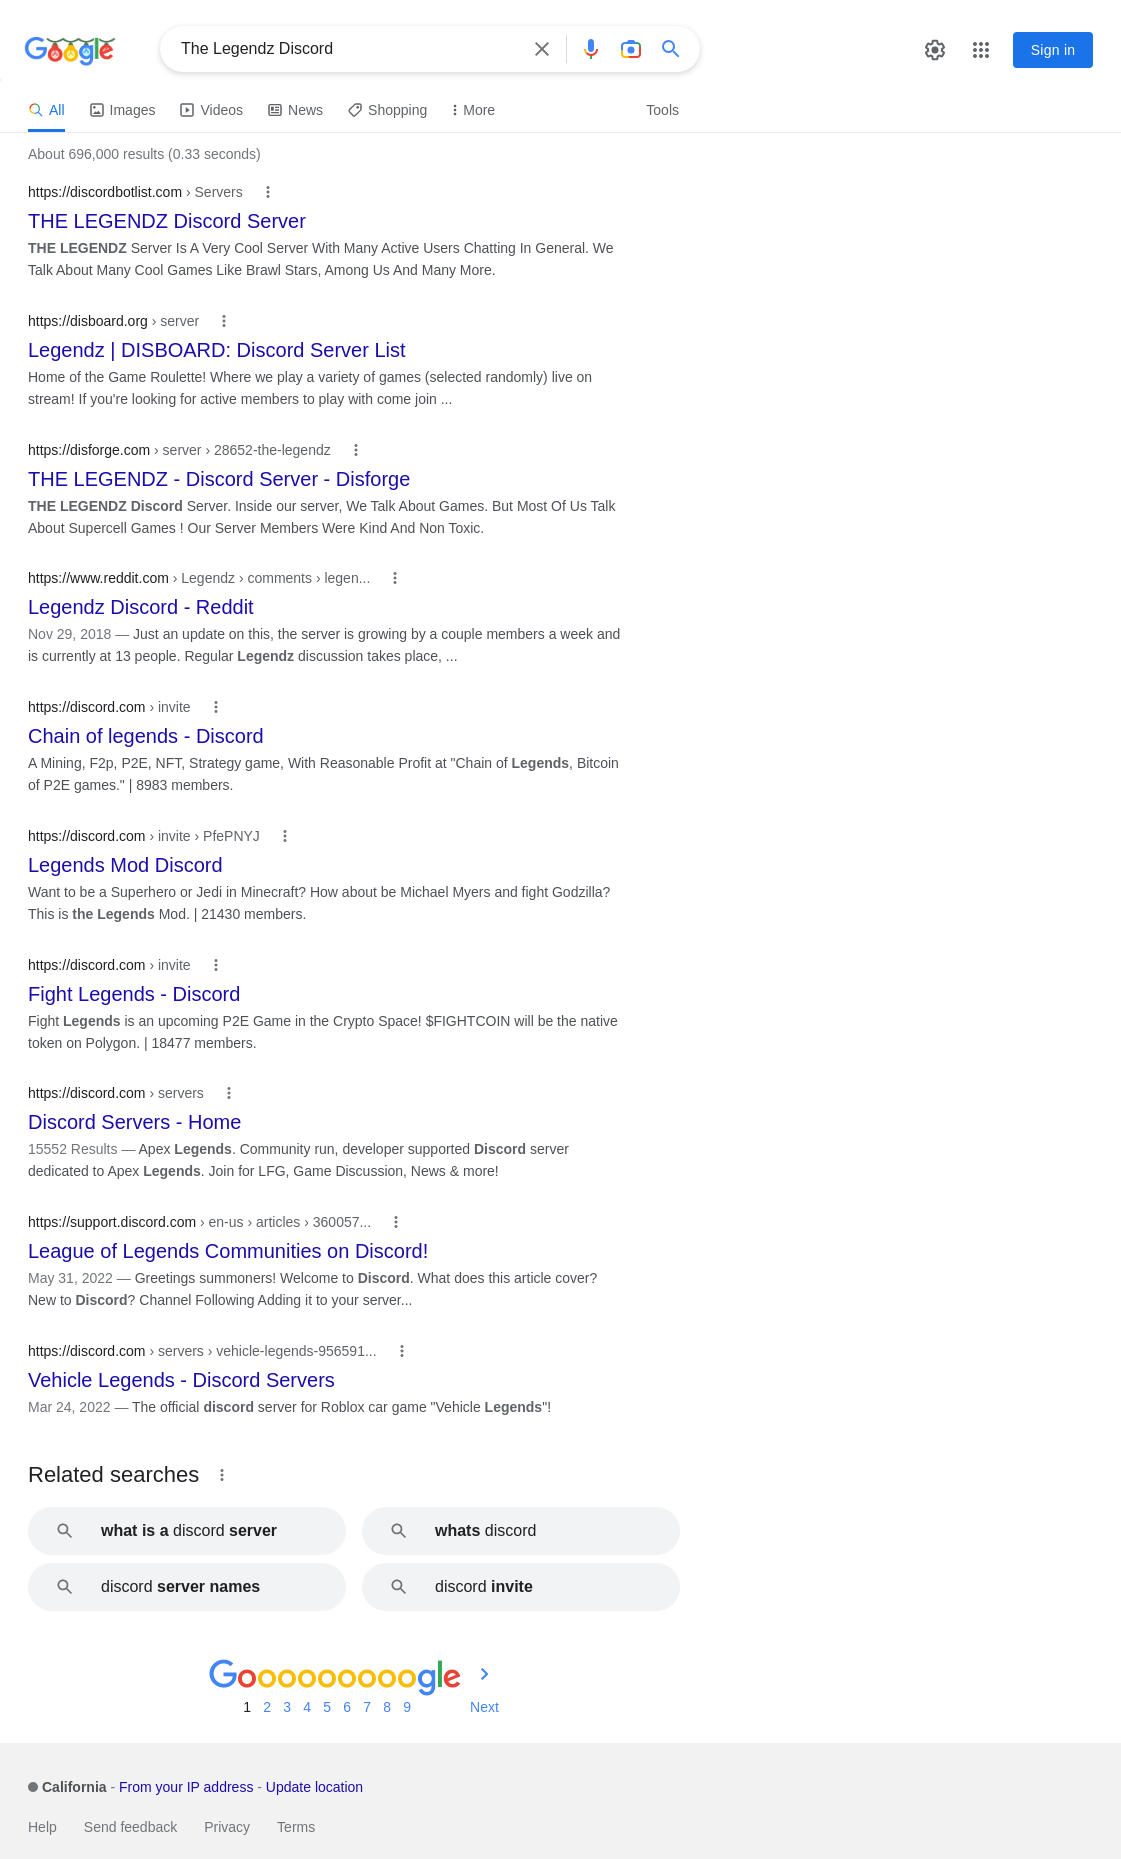 Google
The Legendz Discord
Sign in
All Images Videos News Shopping More Tools
About 696,000 results (0.33 seconds)
https://discordbotlist.com › Servers
THE LEGENDZ Discord Server
THE LEGENDZ Server Is A Very Cool Server With Many Active Users Chatting In General. We
Talk About Many Cool Games Like Brawl Stars, Among Us And Many More.
https://disboard.org › server
Legendz | DISBOARD: Discord Server List
Home of the Game Roulette! Where we play a variety of games (selected randomly) live on
stream! If you're looking for active members to play with come join ...
https://disforge.com › server › 28652-the-legendz
THE LEGENDZ - Discord Server - Disforge
THE LEGENDZ Discord Server. Inside our server, We Talk About Games. But Most Of Us Talk
About Supercell Games ! Our Server Members Were Kind And Non Toxic.
https://www.reddit.com › Legendz › comments › legen...
Legendz Discord - Reddit
Nov 29, 2018 — Just an update on this, the server is growing by a couple members a week and
is currently at 13 people. Regular Legendz discussion takes place, ...
https://discord.com › invite
Chain of legends - Discord
A Mining, F2p, P2E, NFT, Strategy game, With Reasonable Profit at "Chain of Legends, Bitcoin
of P2E games." | 8983 members.
https://discord.com › invite › PfePNYJ
Legends Mod Discord
Want to be a Superhero or Jedi in Minecraft? How about be Michael Myers and fight Godzilla?
This is the Legends Mod. | 21430 members.
https://discord.com › invite
Fight Legends - Discord
Fight Legends is an upcoming P2E Game in the Crypto Space! $FIGHTCOIN will be the native
token on Polygon. | 18477 members.
https://discord.com › servers
Discord Servers - Home
15552 Results — Apex Legends. Community run, developer supported Discord server
dedicated to Apex Legends. Join for LFG, Game Discussion, News & more!
https://support.discord.com › en-us › articles › 360057...
League of Legends Communities on Discord!
May 31, 2022 — Greetings summoners! Welcome to Discord. What does this article cover?
New to Discord? Channel Following Adding it to your server...
https://discord.com › servers › vehicle-legends-956591...
Vehicle Legends - Discord Servers
Mar 24, 2022 — The official discord server for Roblox car game "Vehicle Legends"!
Related searches
what is a discord server
whats discord
discord server names
discord invite
Goooooooooogle
1 2 3 4 5 6 7 8 9 Next
California - From your IP address - Update location
Help Send feedback Privacy Terms